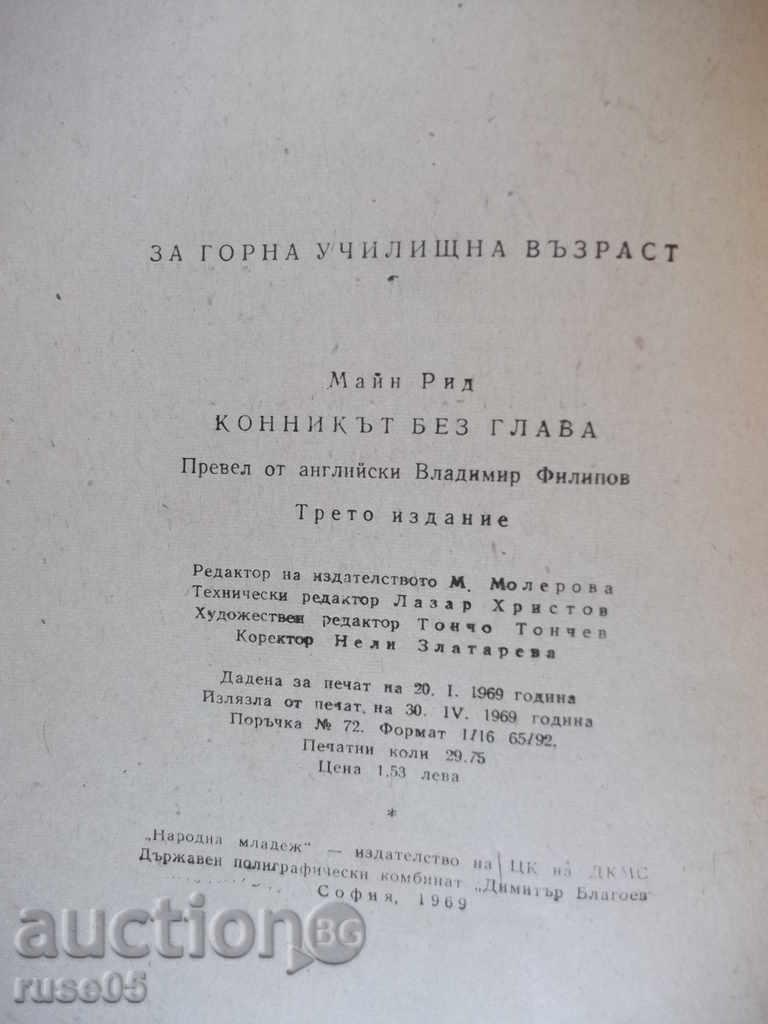 ЗА ГОРНА УЧИЛИЩНА ВЪЗРАСТ
Майн Рид
КОННИКЪТ БЕЗ ГЛАВА
Превел от английски Владимир Филипов
Трето издание
Редактор на издателството М. Молерова
Технически редактор Лазар Христов
Художествен редактор Тончо Тончев
Коректор Нели Златарева
Дадена за печат на 20. I. 1969 година
Излязла от печат на 30. IV. 1969 година
Поръчка № 72. Формат 1/16 65/92.
Печатни коли 29.75
Цена 1,53 лева
*
„Народна младеж“ — издателство на ЦК на ДКМС
Държавен полиграфически комбинат „Димитър Благоев“
София, 1969
auction BG
ruse05